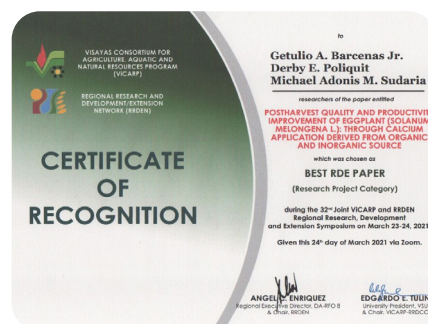 VISAYAS CONSORTIUM FOR
AGRICULTURE, AQUATIC AND
NATURAL RESOURCES PROGRAM
(VICARP)
REGIONAL RESEARCH AND
DEVELOPMENT/EXTENSION
NETWORK (RRDEN)
CERTIFICATE
OF
RECOGNITION
to
Getulio A. Barcenas Jr.
Derby E. Poliquit
Michael Adonis M. Sudaria
researchers of the paper entitled
POSTHARVEST QUALITY AND PRODUCTIVIT
IMPROVEMENT OF EGGPLANT (SOLANUM
MELONGENA L.); THROUGH CALCIUM
APPLICATION DERIVED FROM ORGANIC
AND INORGANIC SOURCE
which was chosen as
BEST RDE PAPER
(Research Project Category)
during the 32nd Joint VICARP and RRDEN
Regional Research, Development
and Extension Symposium on March 23-24, 2021
Given this 24th day of March 2021 via Zoom.
ENRIQUEZ
Regional Executive Director, DA-RFO 8
& Chair, RRDEN
EDGARDO E. TULIN
University President, VSU
& Chair, VICARP-RRDCC